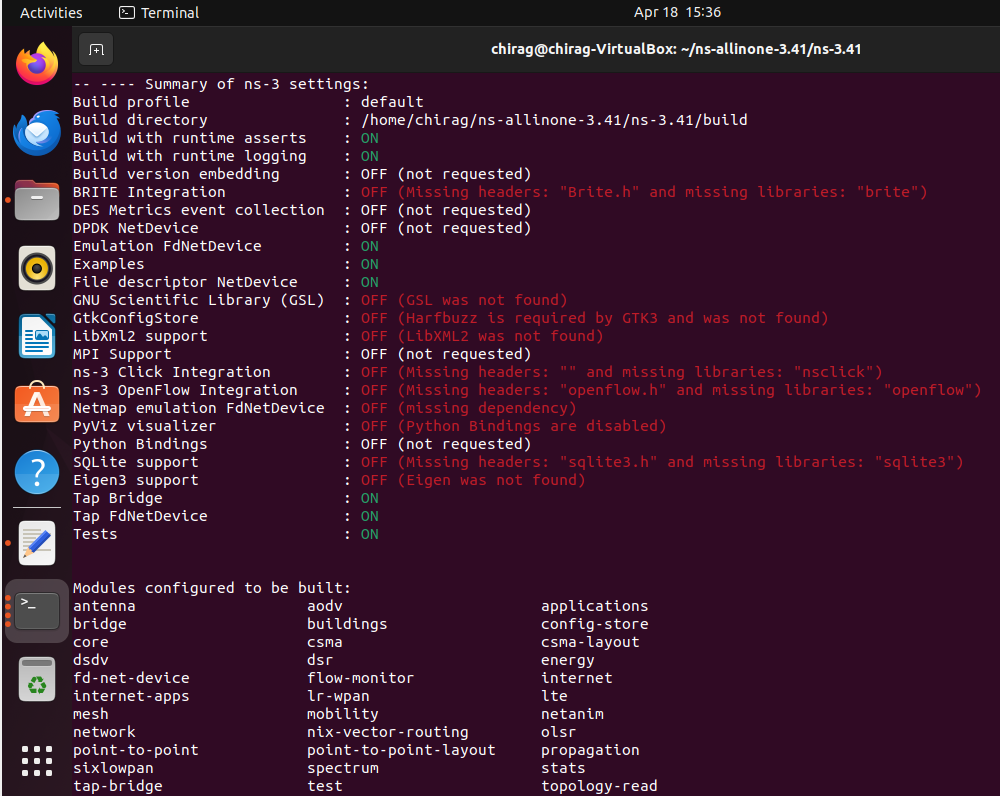 Activities Terminal Apr 18 15:36
chirag@chirag-VirtualBox: ~/ns-allinone-3.41/ns-3.41
-- ---- Summary of ns-3 settings:
Build profile : default
Build directory : /home/chirag/ns-allinone-3.41/ns-3.41/build
Build with runtime asserts : ON
Build with runtime logging : ON
Build version embedding : OFF (not requested)
BRITE Integration : OFF (Missing headers: "Brite.h" and missing libraries: "brite")
DES Metrics event collection : OFF (not requested)
DPDK NetDevice : OFF (not requested)
Emulation FdNetDevice : ON
Examples : ON
File descriptor NetDevice : ON
GNU Scientific Library (GSL) : OFF (GSL was not found)
GtkConfigStore : OFF (Harfbuzz is required by GTK3 and was not found)
LibXml2 support : OFF (LibXML2 was not found)
MPI Support : OFF (not requested)
ns-3 Click Integration : OFF (Missing headers: "" and missing libraries: "nsclick")
ns-3 OpenFlow Integration : OFF (Missing headers: "openflow.h" and missing libraries: "openflow")
Netmap emulation FdNetDevice : OFF (missing dependency)
PyViz visualizer : OFF (Python Bindings are disabled)
Python Bindings : OFF (not requested)
SQLite support : OFF (Missing headers: "sqlite3.h" and missing libraries: "sqlite3")
Eigen3 support : OFF (Eigen was not found)
Tap Bridge : ON
Tap FdNetDevice : ON
Tests : ON
Modules configured to be built:
antenna aodv applications
bridge buildings config-store
core csma csma-layout
dsdv dsr energy
fd-net-device flow-monitor internet
internet-apps lr-wpan lte
mesh mobility netanim
network nix-vector-routing olsr
point-to-point point-to-point-layout propagation
sixlowpan spectrum stats
tap-bridge test topology-read